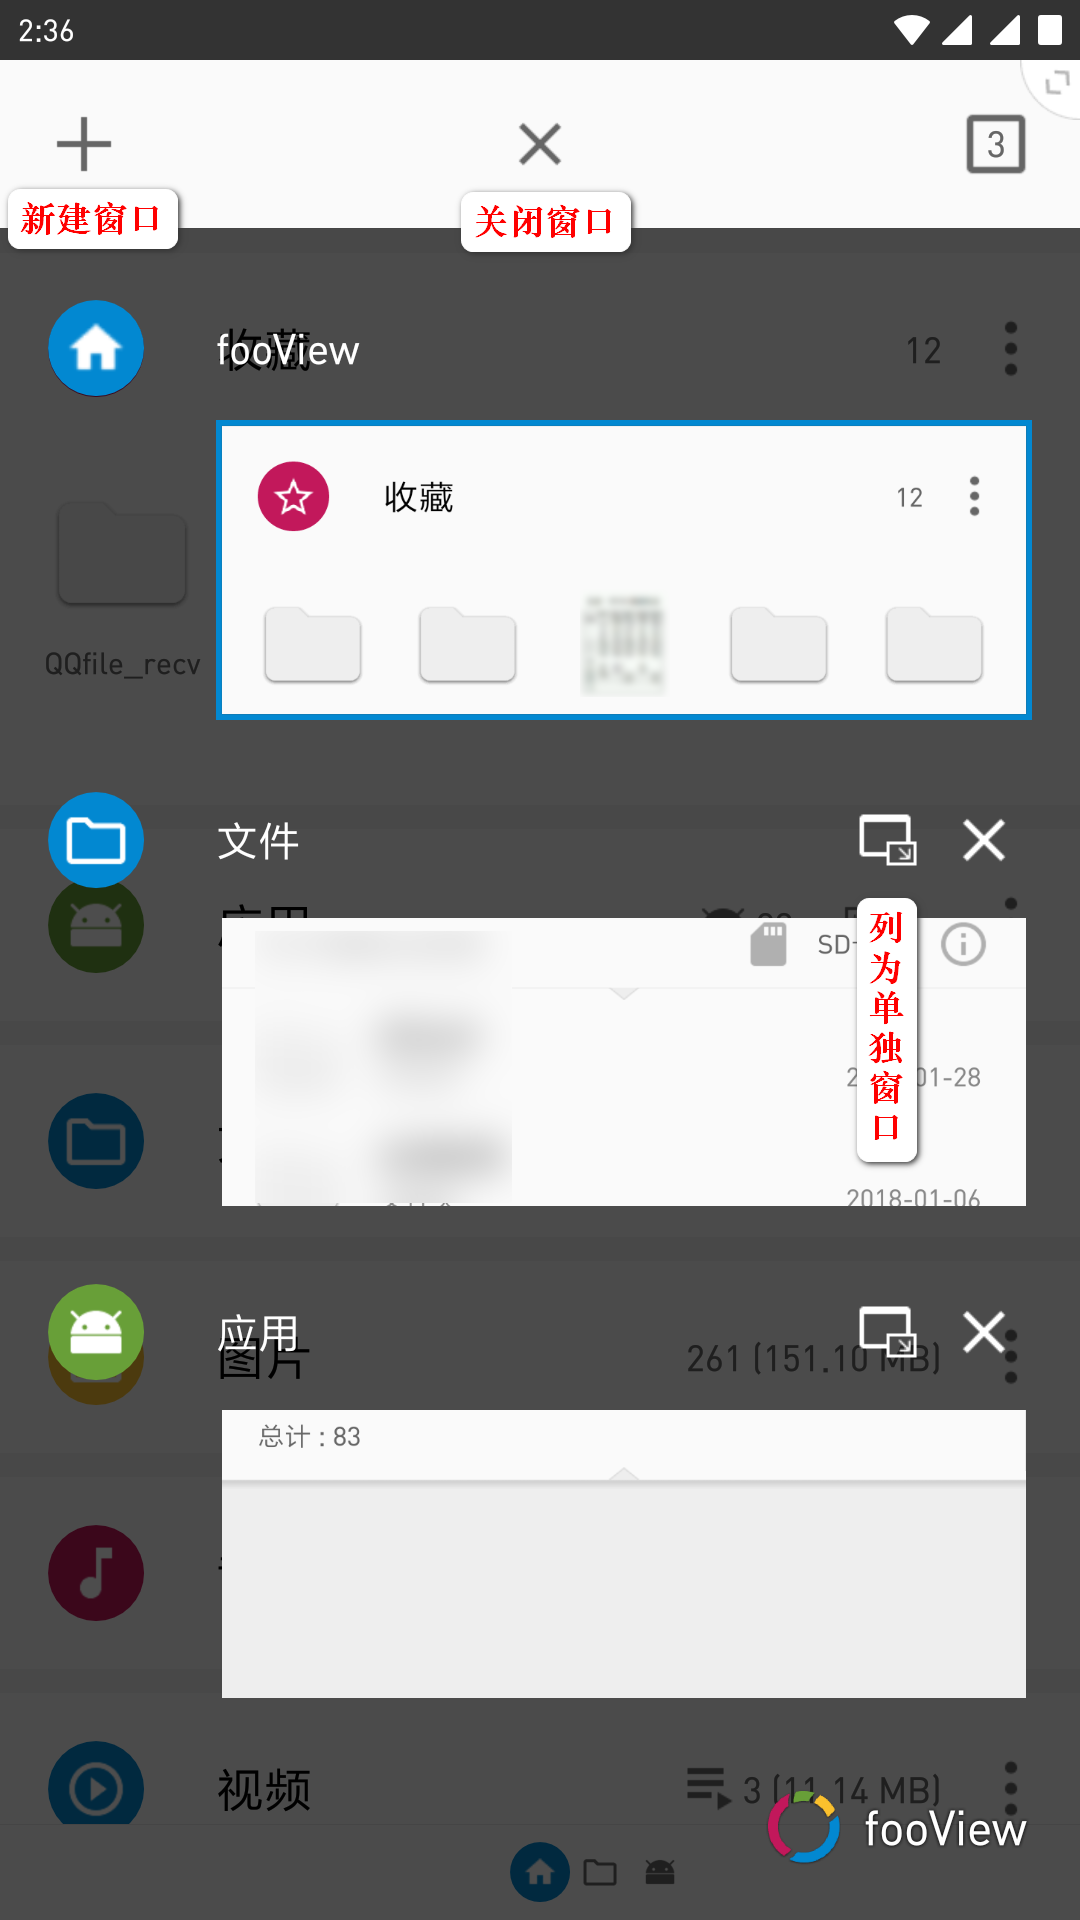 2:36
3
新建窗口
关闭窗口
收藏
fooView
12
收藏
12
QQfile_recv
文件
SD
列为单独窗口
01-28
2018-01-06
应用
图片
261 (151.10 MB)
总计 : 83
视频
3 (11.14 MB)
fooView